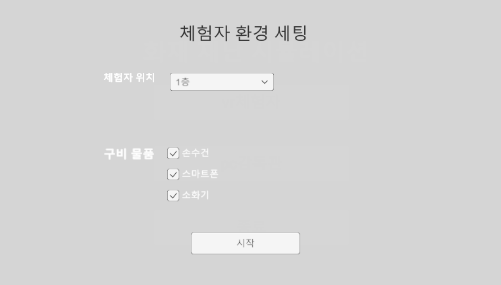 체험자 환경 세팅
체험자 위치 1층
구비 물품 손수건
스마트폰
소화기
시작